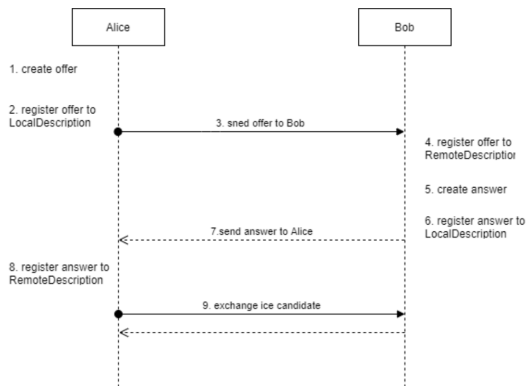 Alice
Bob
1. create offer
2. register offer to
LocalDescription
3. sned offer to Bob
4. register offer to
RemoteDescription
5. create answer
6. register answer to
LocalDescription
7.send answer to Alice
8. register answer to
RemoteDescription
9. exchange ice candidate